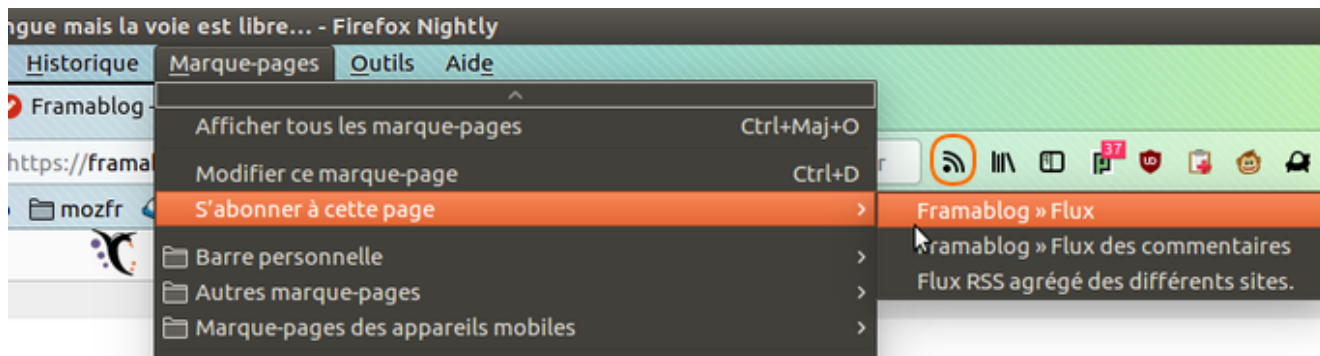 ngue mais la voie est libre... - Firefox Nightly
Historique Marque-pages Outils Aide
Framablog -
Afficher tous les marque-pages Ctrl+Maj+O
https://framal
37
Modifier ce marque-page Ctrl+D
mozfr
S'abonner à cette page
Framablog » Flux
Framablog » Flux des commentaires
Flux RSS agrégé des différents sites.
Barre personnelle
Autres marque-pages
Marque-pages des appareils mobiles